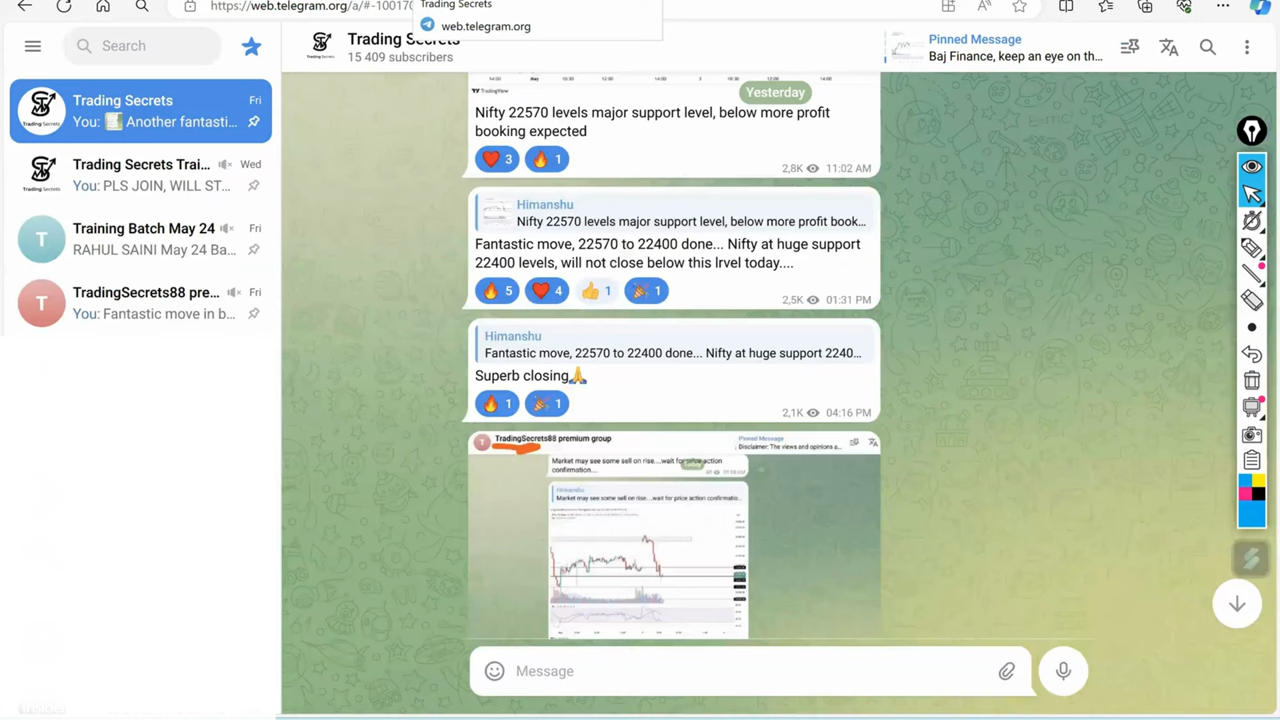 Trading Secrets
https://web.telegram.org/a/#-10017
web.telegram.org
Search
Trading Secrets
15 409 subscribers
Pinned Message
Baj Finance, keep an eye on th...
Trading Secrets Fri
You: Another fantasti...
Trading Secrets Trai... Wed
You: PLS JOIN, WILL ST...
Training Batch May 24 Fri
RAHUL SAINI May 24 Ba...
TradingSecrets88 pre... Fri
You: Fantastic move in b...
T
T
Trading Secrets
Trading Secrets
Trading Secrets
TradingView
Yesterday
Nifty 22570 levels major support level, below more profit
booking expected
3 1
2,8K 11:02 AM
Himanshu
Nifty 22570 levels major support level, below more profit book...
Fantastic move, 22570 to 22400 done... Nifty at huge support
22400 levels, will not close below this lrvel today....
5 4 1 1
2,5K 01:31 PM
Himanshu
Fantastic move, 22570 to 22400 done... Nifty at huge support 2240...
Superb closing
1 1
2,1K 04:16 PM
T
TradingSecrets88 premium group
Pinned Message
Disclaimer: The views and opinions a...
Market may see some sell on rise....wait for price action
confirmation....
Himanshu
Market may see some sell on rise....wait for price action confirmatio...
Message